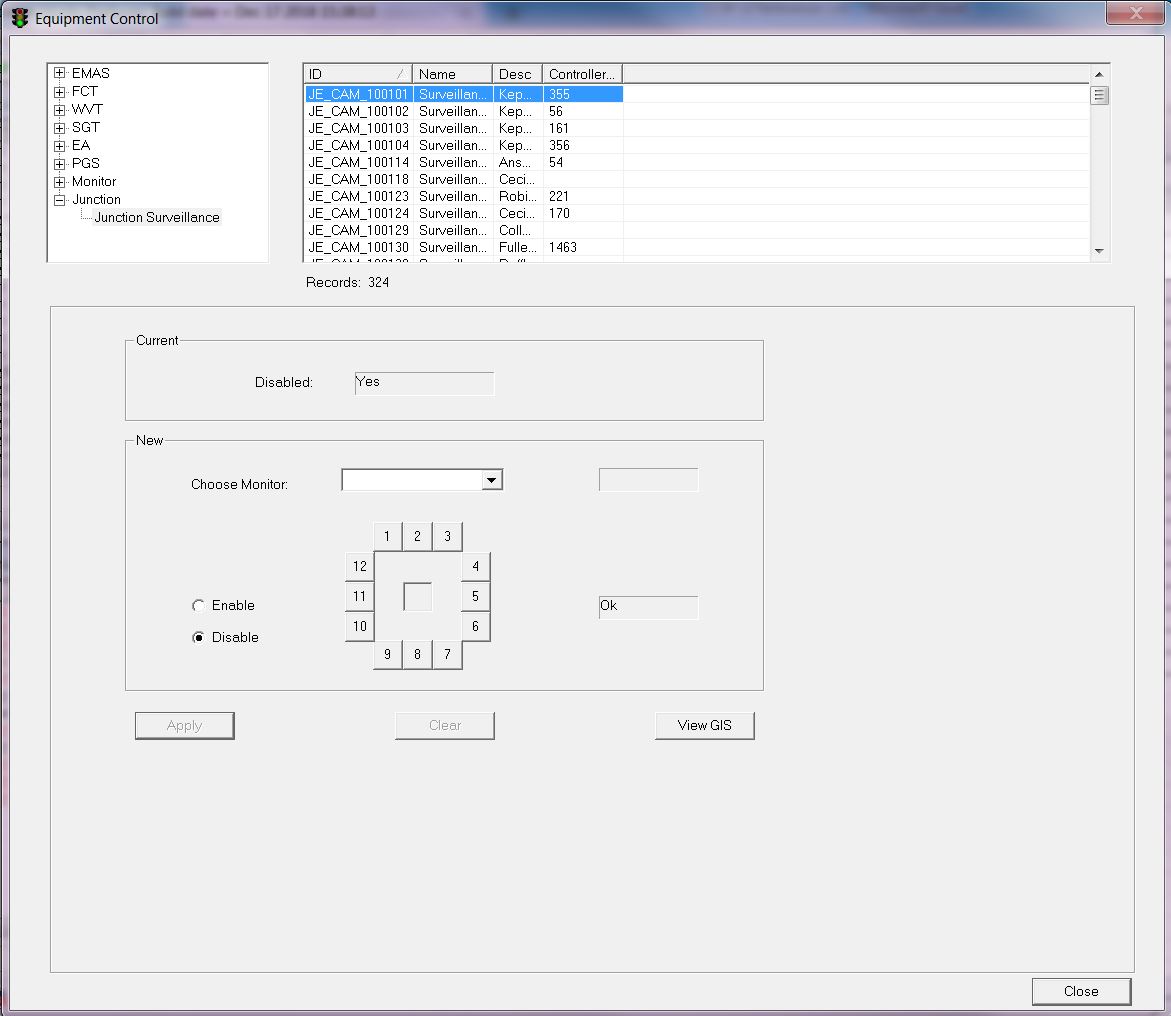 Equipment Control
EMAS
FCT
WVT
SGT
EA
PGS
Monitor
Junction
Junction Surveillance
ID Name Desc Controller...
JE_CAM_100101 Surveillan... Kep... 355
JE_CAM_100102 Surveillan... Kep... 56
JE_CAM_100103 Surveillan... Kep... 161
JE_CAM_100104 Surveillan... Kep... 356
JE_CAM_100114 Surveillan... Ans... 54
JE_CAM_100118 Surveillan... Ceci...
JE_CAM_100123 Surveillan... Robi... 221
JE_CAM_100124 Surveillan... Ceci... 170
JE_CAM_100129 Surveillan... Coll...
JE_CAM_100130 Surveillan... Fulle... 1463
Records: 324
Current
Disabled: Yes
New
Choose Monitor:
1 2 3
12 4
11 5
Enable
Ok
10 6
Disable
9 8 7
Apply Clear View GIS
Close